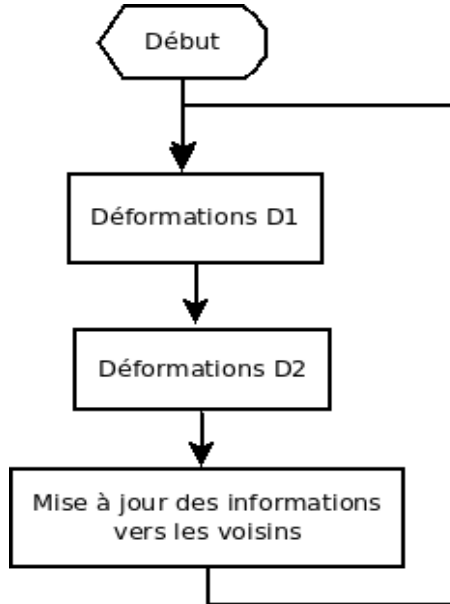 Début
Déformations D1
Déformations D2
Mise à jour des informations
vers les voisins